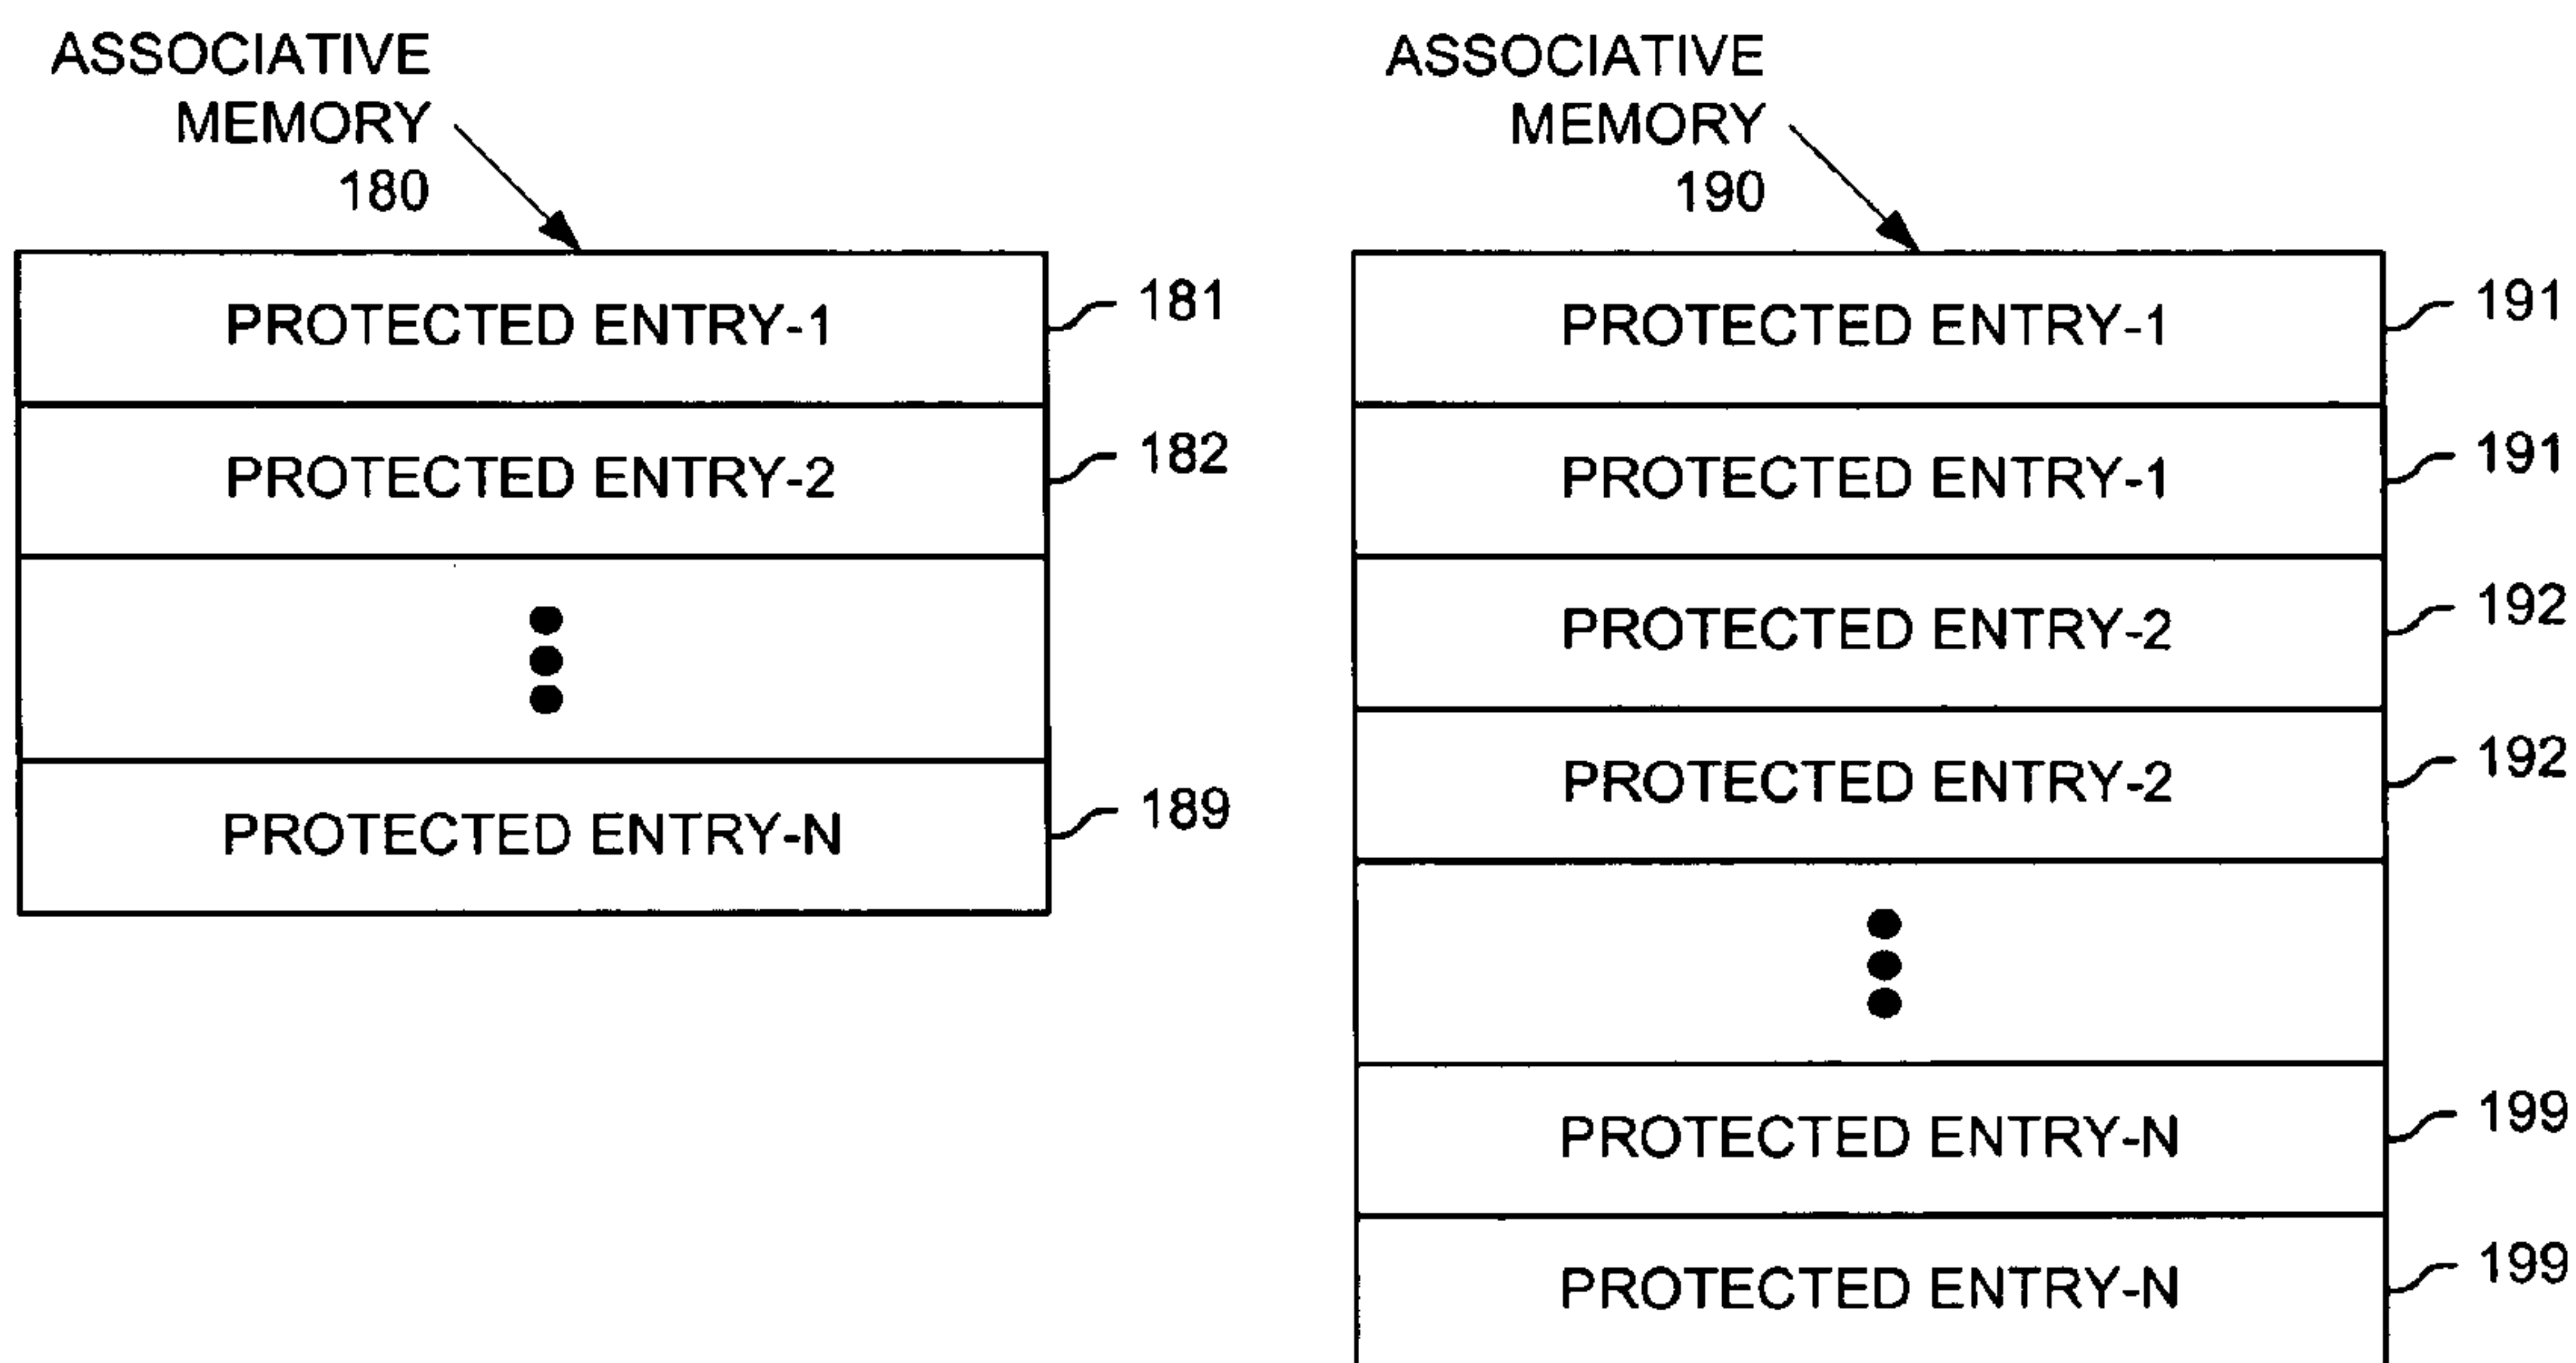 ASSOCIATIVE
MEMORY
180
PROTECTED ENTRY-1
181
PROTECTED ENTRY-2
182
PROTECTED ENTRY-N
189
ASSOCIATIVE
MEMORY
190
PROTECTED ENTRY-1
191
PROTECTED ENTRY-1
191
PROTECTED ENTRY-2
192
PROTECTED ENTRY-2
192
PROTECTED ENTRY-N
199
PROTECTED ENTRY-N
199